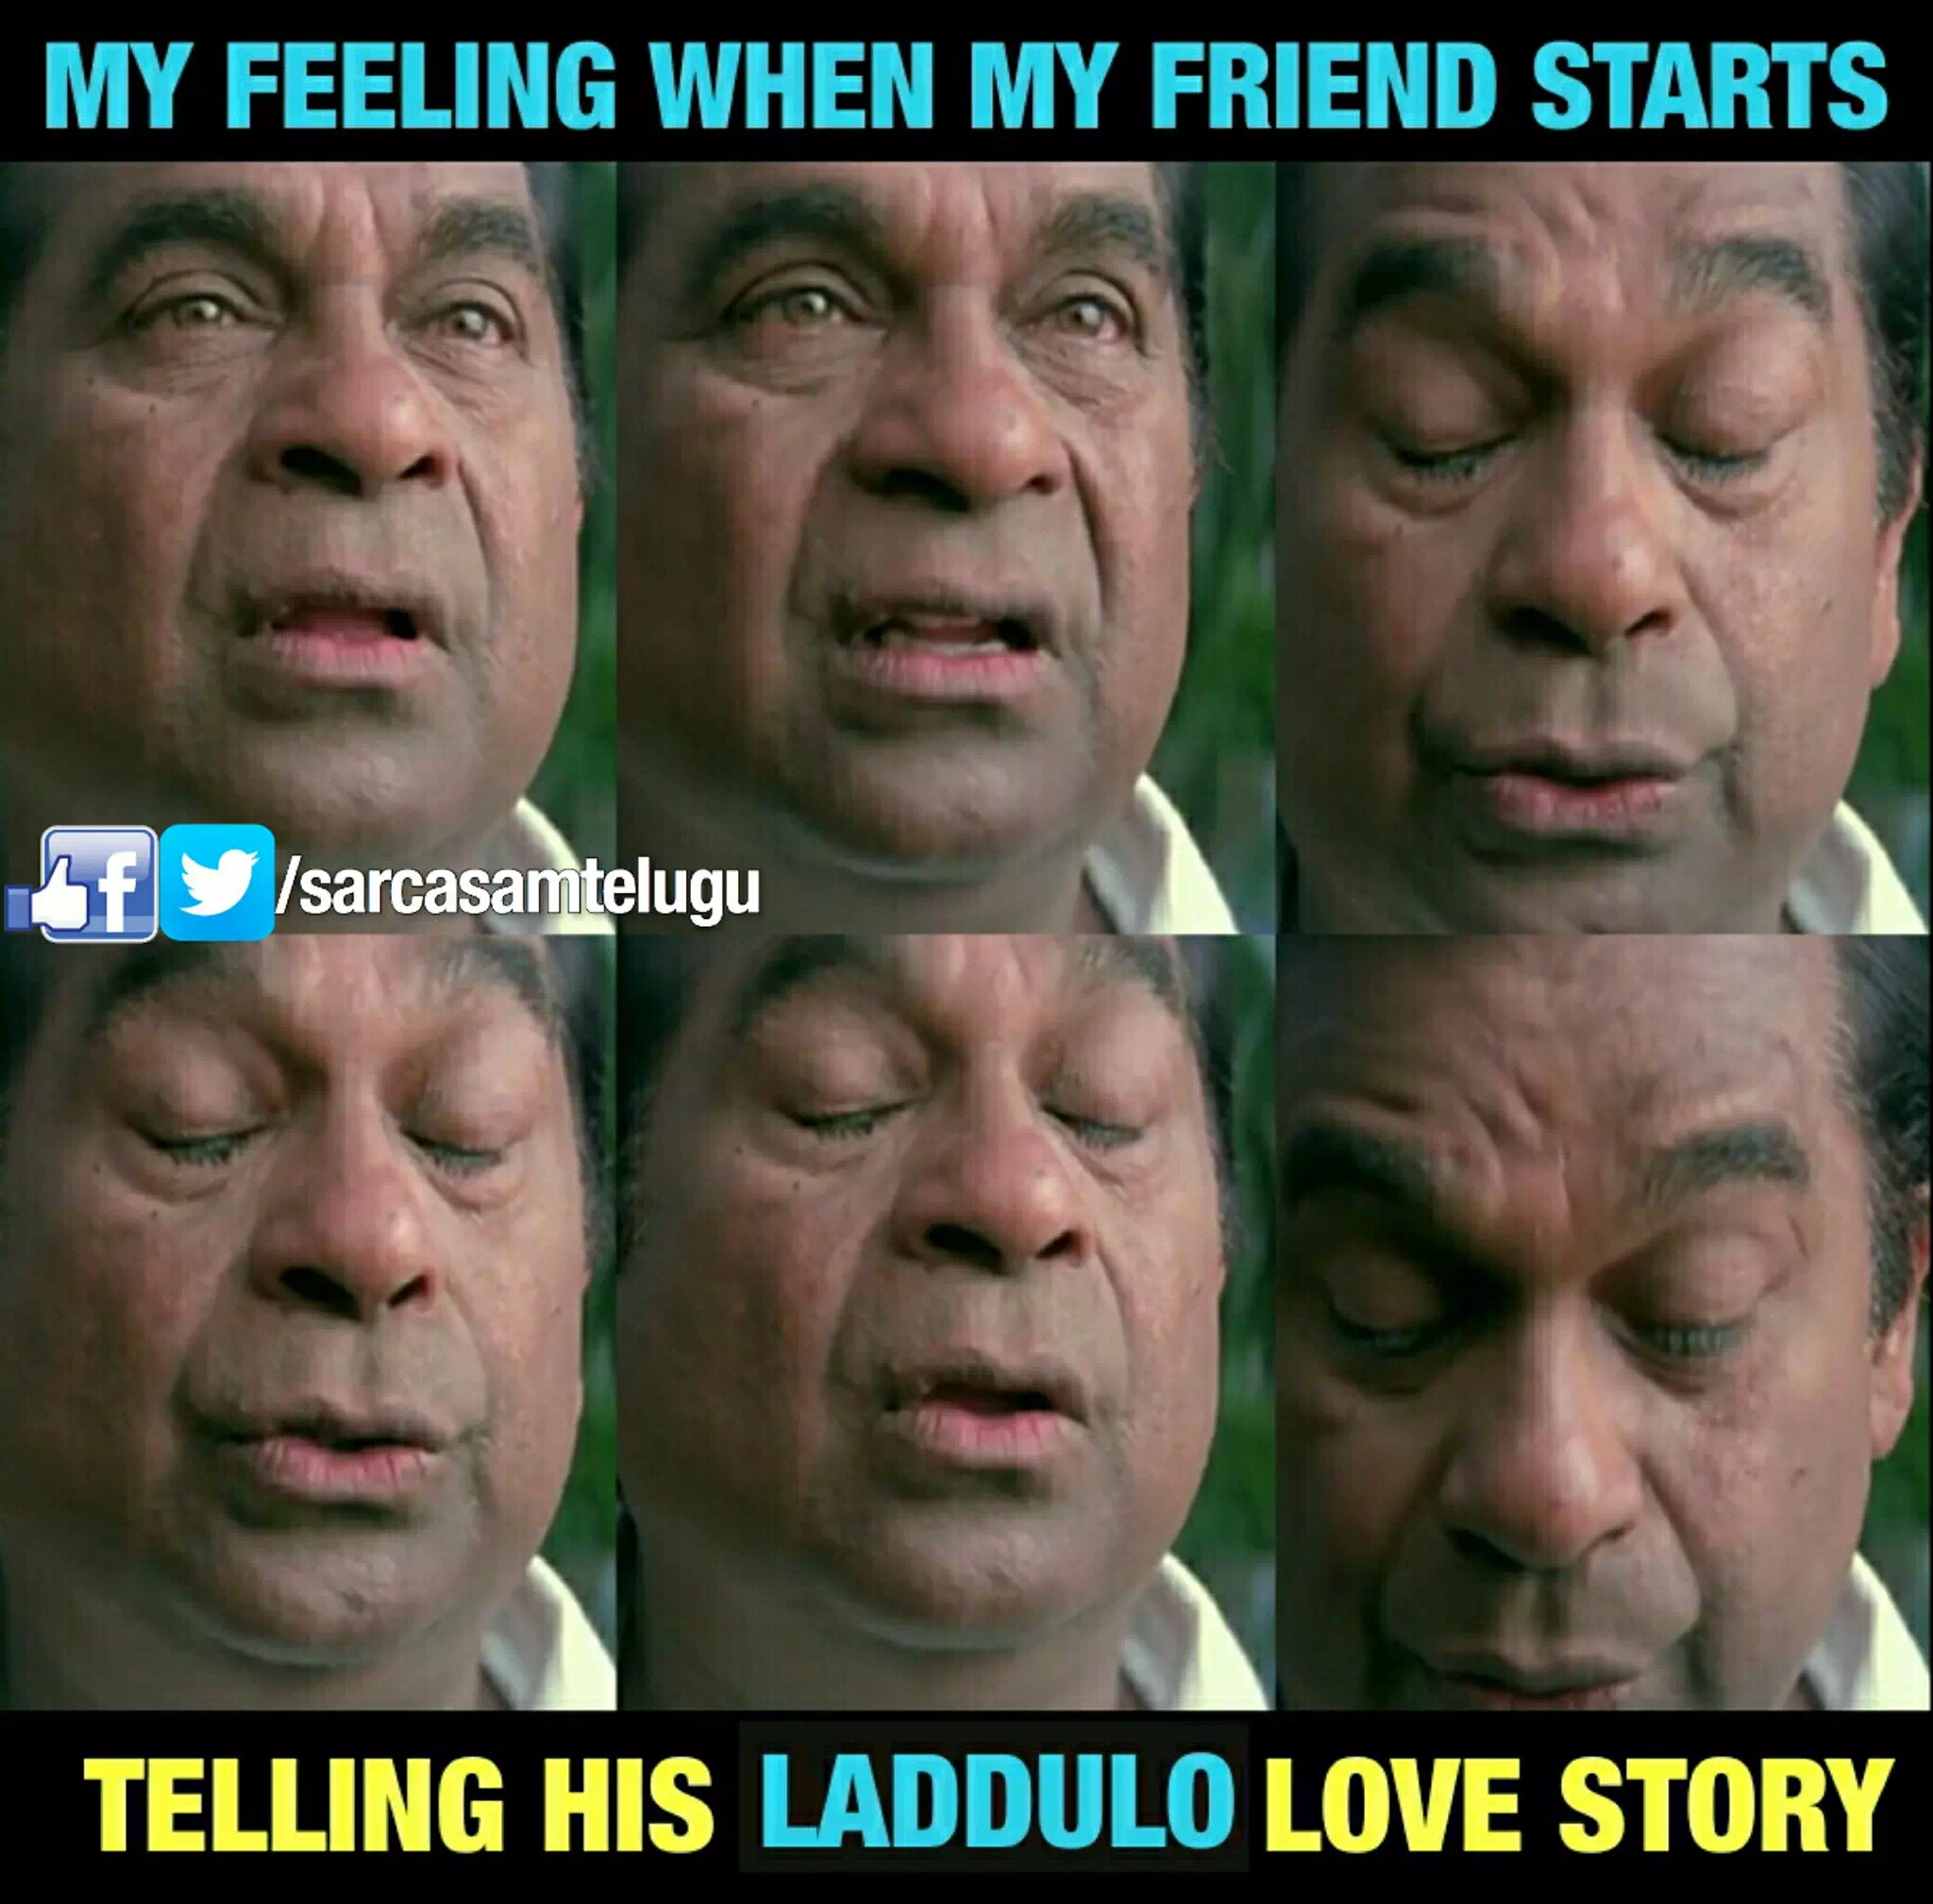 MY FEELING WHEN MY FRIEND STARTS
f /sarcasamtelugu
TELLING HIS LADDULO LOVE STORY